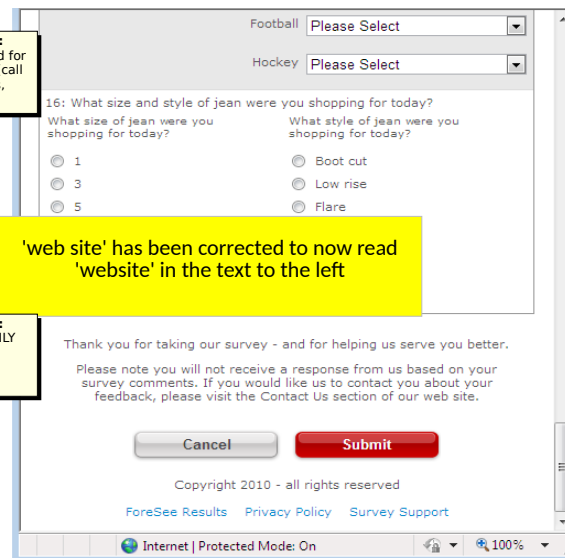 Football Please Select
:
d for
call
,
Hockey Please Select
16: What size and style of jean were you shopping for today?
What size of jean were you
shopping for today?
What style of jean were you
shopping for today?
1
Boot cut
3
Low rise
5
Flare
'web site' has been corrected to now read
'website' in the text to the left
:
ILY
Thank you for taking our survey - and for helping us serve you better.
Please note you will not receive a response from us based on your
survey comments. If you would like us to contact you about your
feedback, please visit the Contact Us section of our web site.
Cancel
Submit
Copyright 2010 - all rights reserved
ForeSee Results Privacy Policy Survey Support
Internet | Protected Mode: On
100%